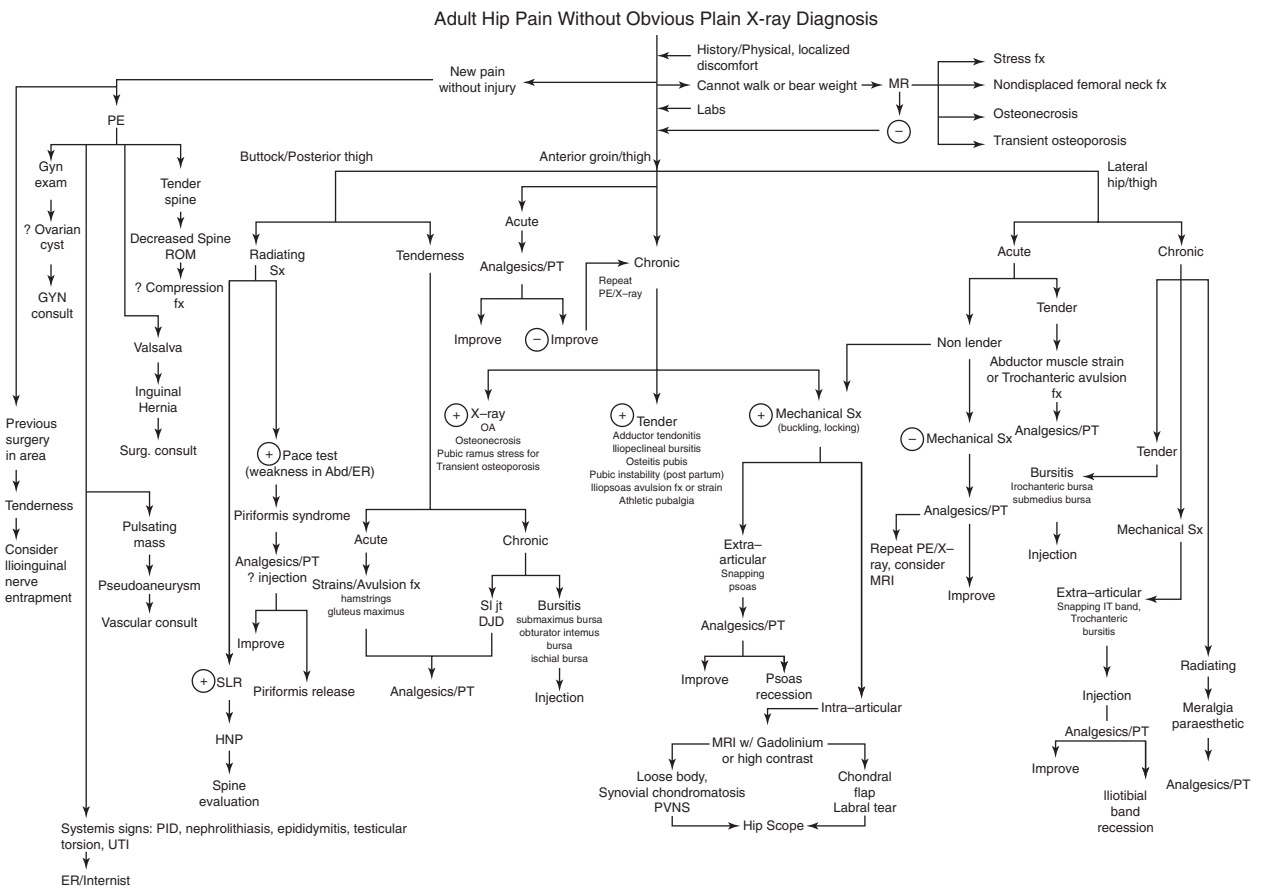 Adult Hip Pain Without Obvious Plain X-ray Diagnosis
History/Physical, localized
discomfort
New pain
without injury
Cannot walk or bear weight
MR
Stress fx
Nondisplaced femoral neck fx
Osteonecrosis
Transient osteoporosis
Labs
−
PE
Gyn
exam
? Ovarian
cyst
GYN
consult
Tender
spine
Decreased Spine
ROM
? Compression
fx
Valsalva
Inguinal
Hernia
Surg. consult
Previous
surgery
in area
Tenderness
Consider
Ilioinguinal
nerve
entrapment
Pulsating
mass
Pseudoaneurysm
Vascular consult
Systemis signs: PID, nephrolithiasis, epididymitis, testicular
torsion, UTI
ER/Internist
Buttock/Posterior thigh
Radiating
Sx
Tenderness
+ Pace test
(weakness in Abd/ER)
Piriformis syndrome
Analgesics/PT
? injection
Improve
Piriformis release
+ SLR
HNP
Spine
evaluation
Acute
Strains/Avulsion fx
hamstrings
gluteus maximus
Chronic
SI jt
DJD
Bursitis
submaximus bursa
obturator intemus
bursa
ischial bursa
Injection
Analgesics/PT
Anterior groin/thigh
Acute
Analgesics/PT
Improve
− Improve
Repeat
PE/X–ray
Chronic
+ X–ray
OA
Osteonecrosis
Pubic ramus stress for
Transient osteoporosis
+ Tender
Adductor tendonitis
Iliopeclineal bursitis
Osteitis pubis
Pubic instability (post partum)
Iliopsoas avulsion fx or strain
Athletic pubalgia
+ Mechanical Sx
(buckling, locking)
Extra–
articular
Snapping
psoas
Analgesics/PT
Improve
Psoas
recession
Intra–articular
MRI w/ Gadolinium
or high contrast
Loose body,
Synovial chondromatosis
PVNS
Chondral
flap
Labral tear
Hip Scope
Lateral
hip/thigh
Acute
Non lender
Tender
Abductor muscle strain
or Trochanteric avulsion
fx
Analgesics/PT
− Mechanical Sx
Analgesics/PT
Repeat PE/X–
ray, consider
MRI
Improve
Chronic
Tender
Bursitis
Irochanteric bursa
submedius bursa
Injection
Mechanical Sx
Extra–articular
Snapping IT band,
Trochanteric
bursitis
Injection
Analgesics/PT
Improve
Iliotibial
band
recession
Radiating
Meralgia
paraesthetic
Analgesics/PT